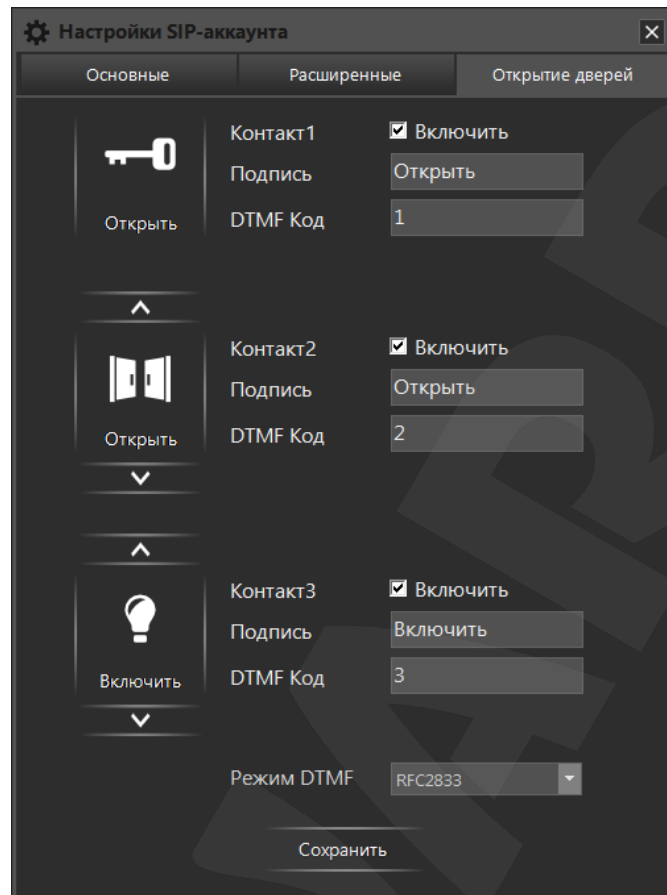 Настройки SIP-аккаунта
Основные Расширенные Открытие дверей
Контакт1 Включить
Подпись Открыть
Открыть DTMF Код 1
Контакт2 Включить
Подпись Открыть
Открыть DTMF Код 2
Контакт3 Включить
Подпись Включить
Включить DTMF Код 3
Режим DTMF RFC2833
Сохранить